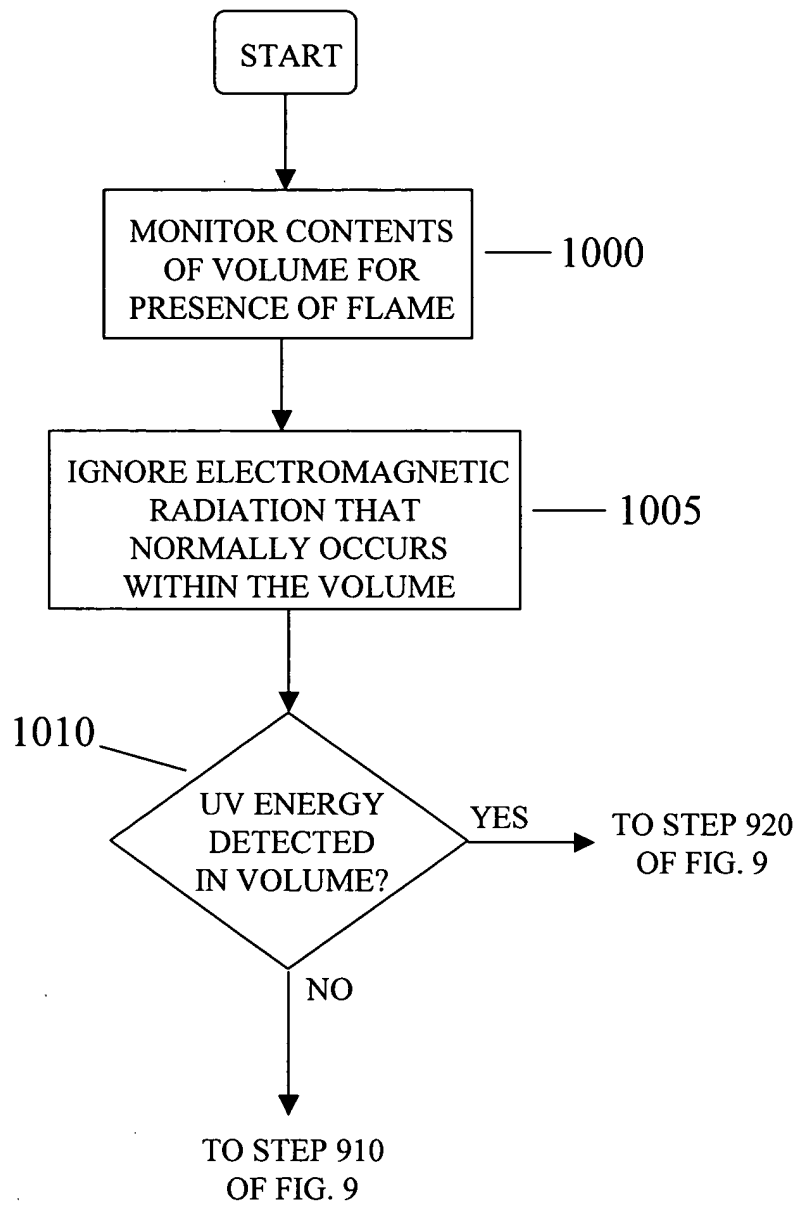 START
MONITOR CONTENTS
OF VOLUME FOR
PRESENCE OF FLAME
1000
IGNORE ELECTROMAGNETIC
RADIATION THAT
NORMALLY OCCURS
WITHIN THE VOLUME
1005
1010
UV ENERGY
DETECTED
IN VOLUME?
YES
TO STEP 920
OF FIG. 9
NO
TO STEP 910
OF FIG. 9